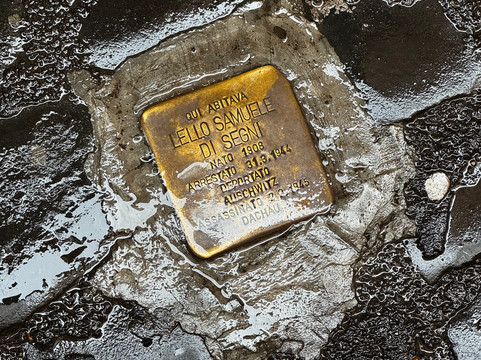 QUI ABITAVA
LELLO SAMUELE
DI SEGNI
NATO 1908
ARRESTATO 31.3.1944
DEPORTATO
AUSCHWITZ
ASSASSINATO
DACHAU